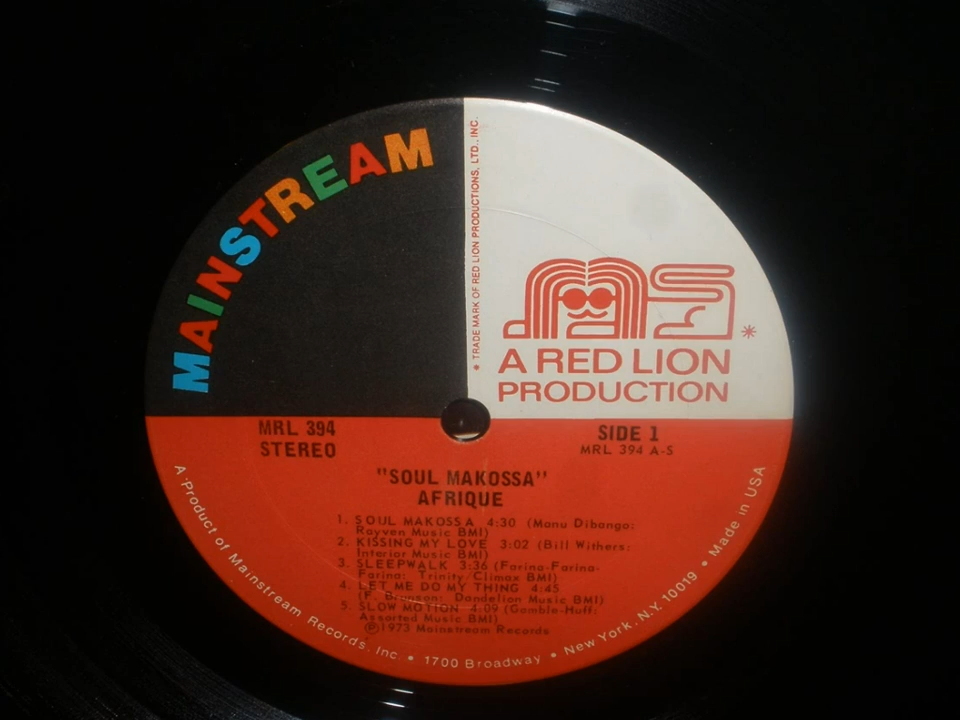 MAINSTREAM
• TRADE MARK OF RED LION PRODUCTIONS, LTD., INC.
MS*
A RED LION
PRODUCTION
MRL 394
STEREO
SIDE 1
MRL 394 A-S
"SOUL MAKOSSA"
AFRIQUE
1. SOUL MAKOSSA 4:30 (Manu Dibango:
Rayven Music BMI)
2. KISSING MY LOVE 3:02 (Bill Withers:
Interior Music BMI)
3. SLEEPWALK 3:36 (Farina-Farina-
Farina: Trinity/Climax BMI)
4. LET ME DO MY THING 4:45
(F. Bronson: Dandelion Music BMI)
5. SLOW MOTION 4:09 (Gamble-Huff:
Assorted Music BMI)
Ⓟ1973 Mainstream Records
A Product of Mainstream Records, Inc. • 1700 Broadway • New York, N.Y. 10019 • Made in USA